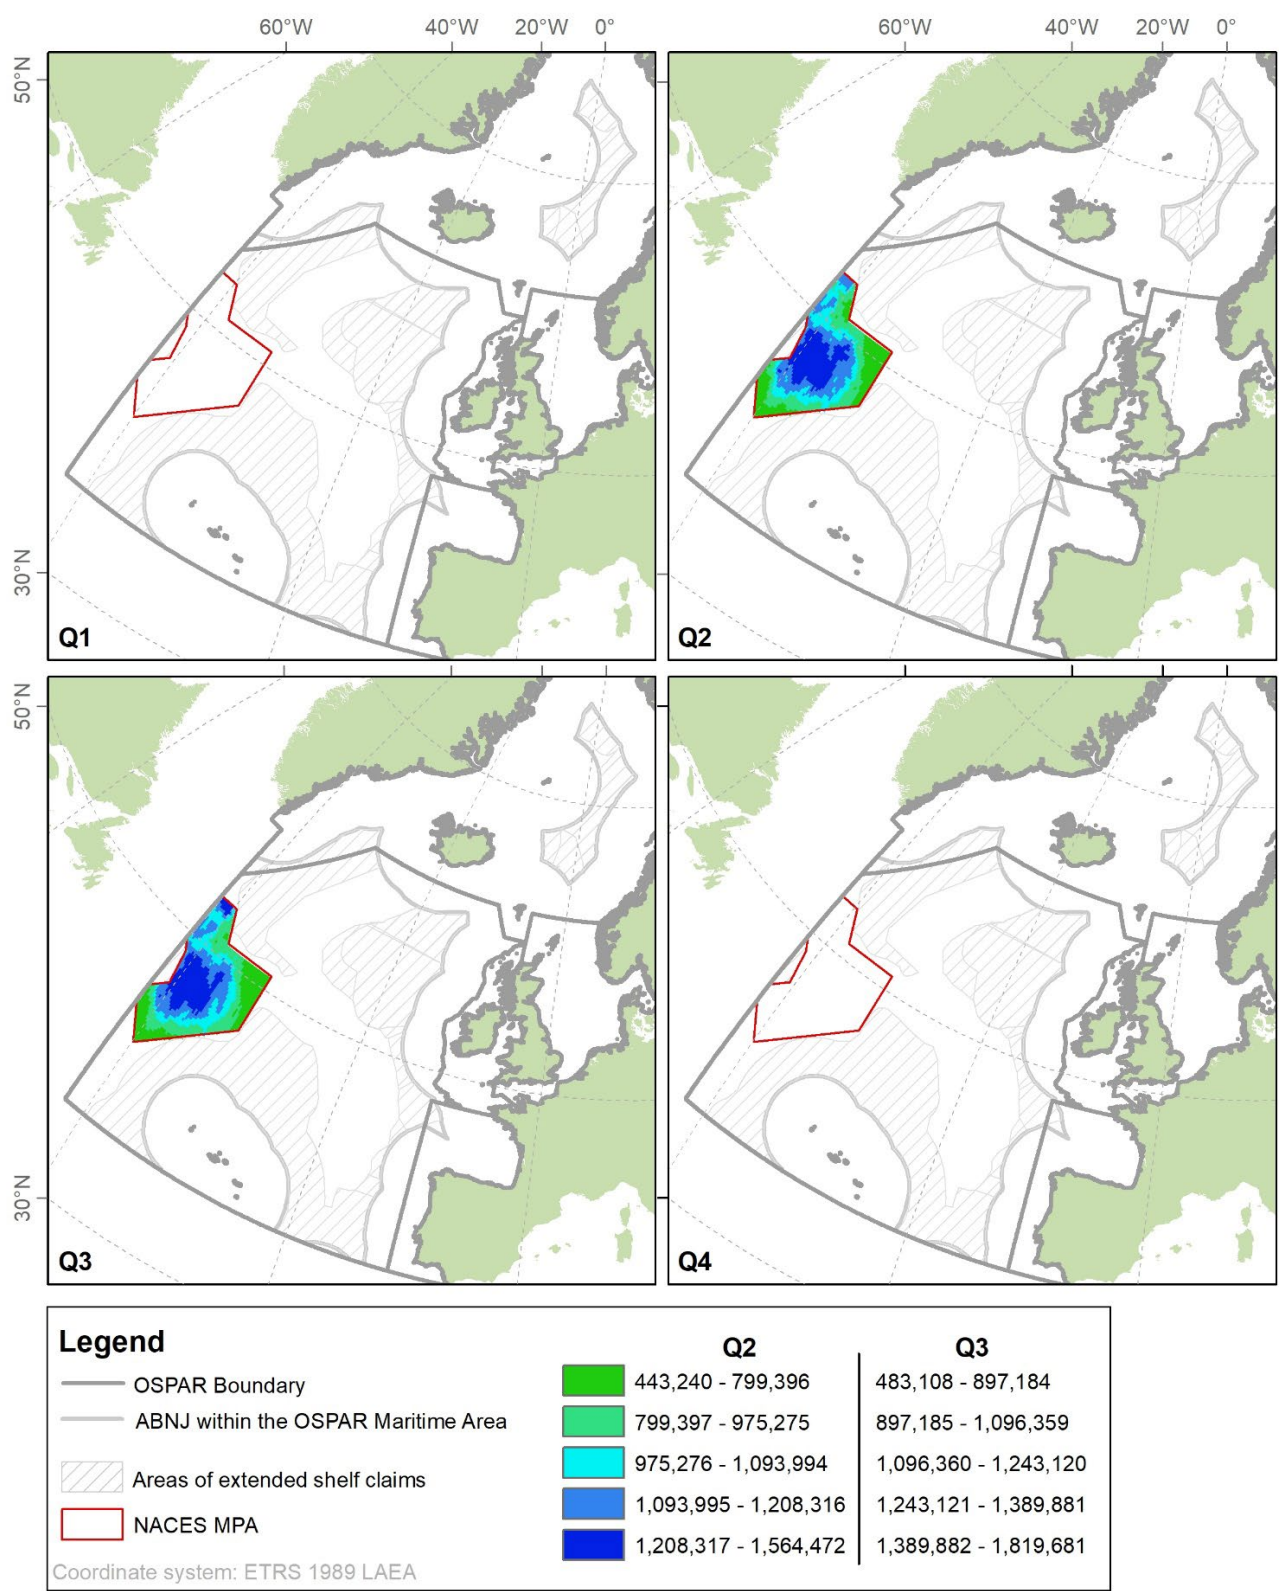 60°W 40°W 20°W 0° 60°W 40°W 20°W 0°
50°N
30°N
Q1 Q2
50°N
30°N
Q3 Q4
Legend
OSPAR Boundary
ABNJ within the OSPAR Maritime Area
Areas of extended shelf claims
NACES MPA
Coordinate system: ETRS 1989 LAEA
Q2 Q3
443,240 - 799,396 483,108 - 897,184
799,397 - 975,275 897,185 - 1,096,359
975,276 - 1,093,994 1,096,360 - 1,243,120
1,093,995 - 1,208,316 1,243,121 - 1,389,881
1,208,317 - 1,564,472 1,389,882 - 1,819,681